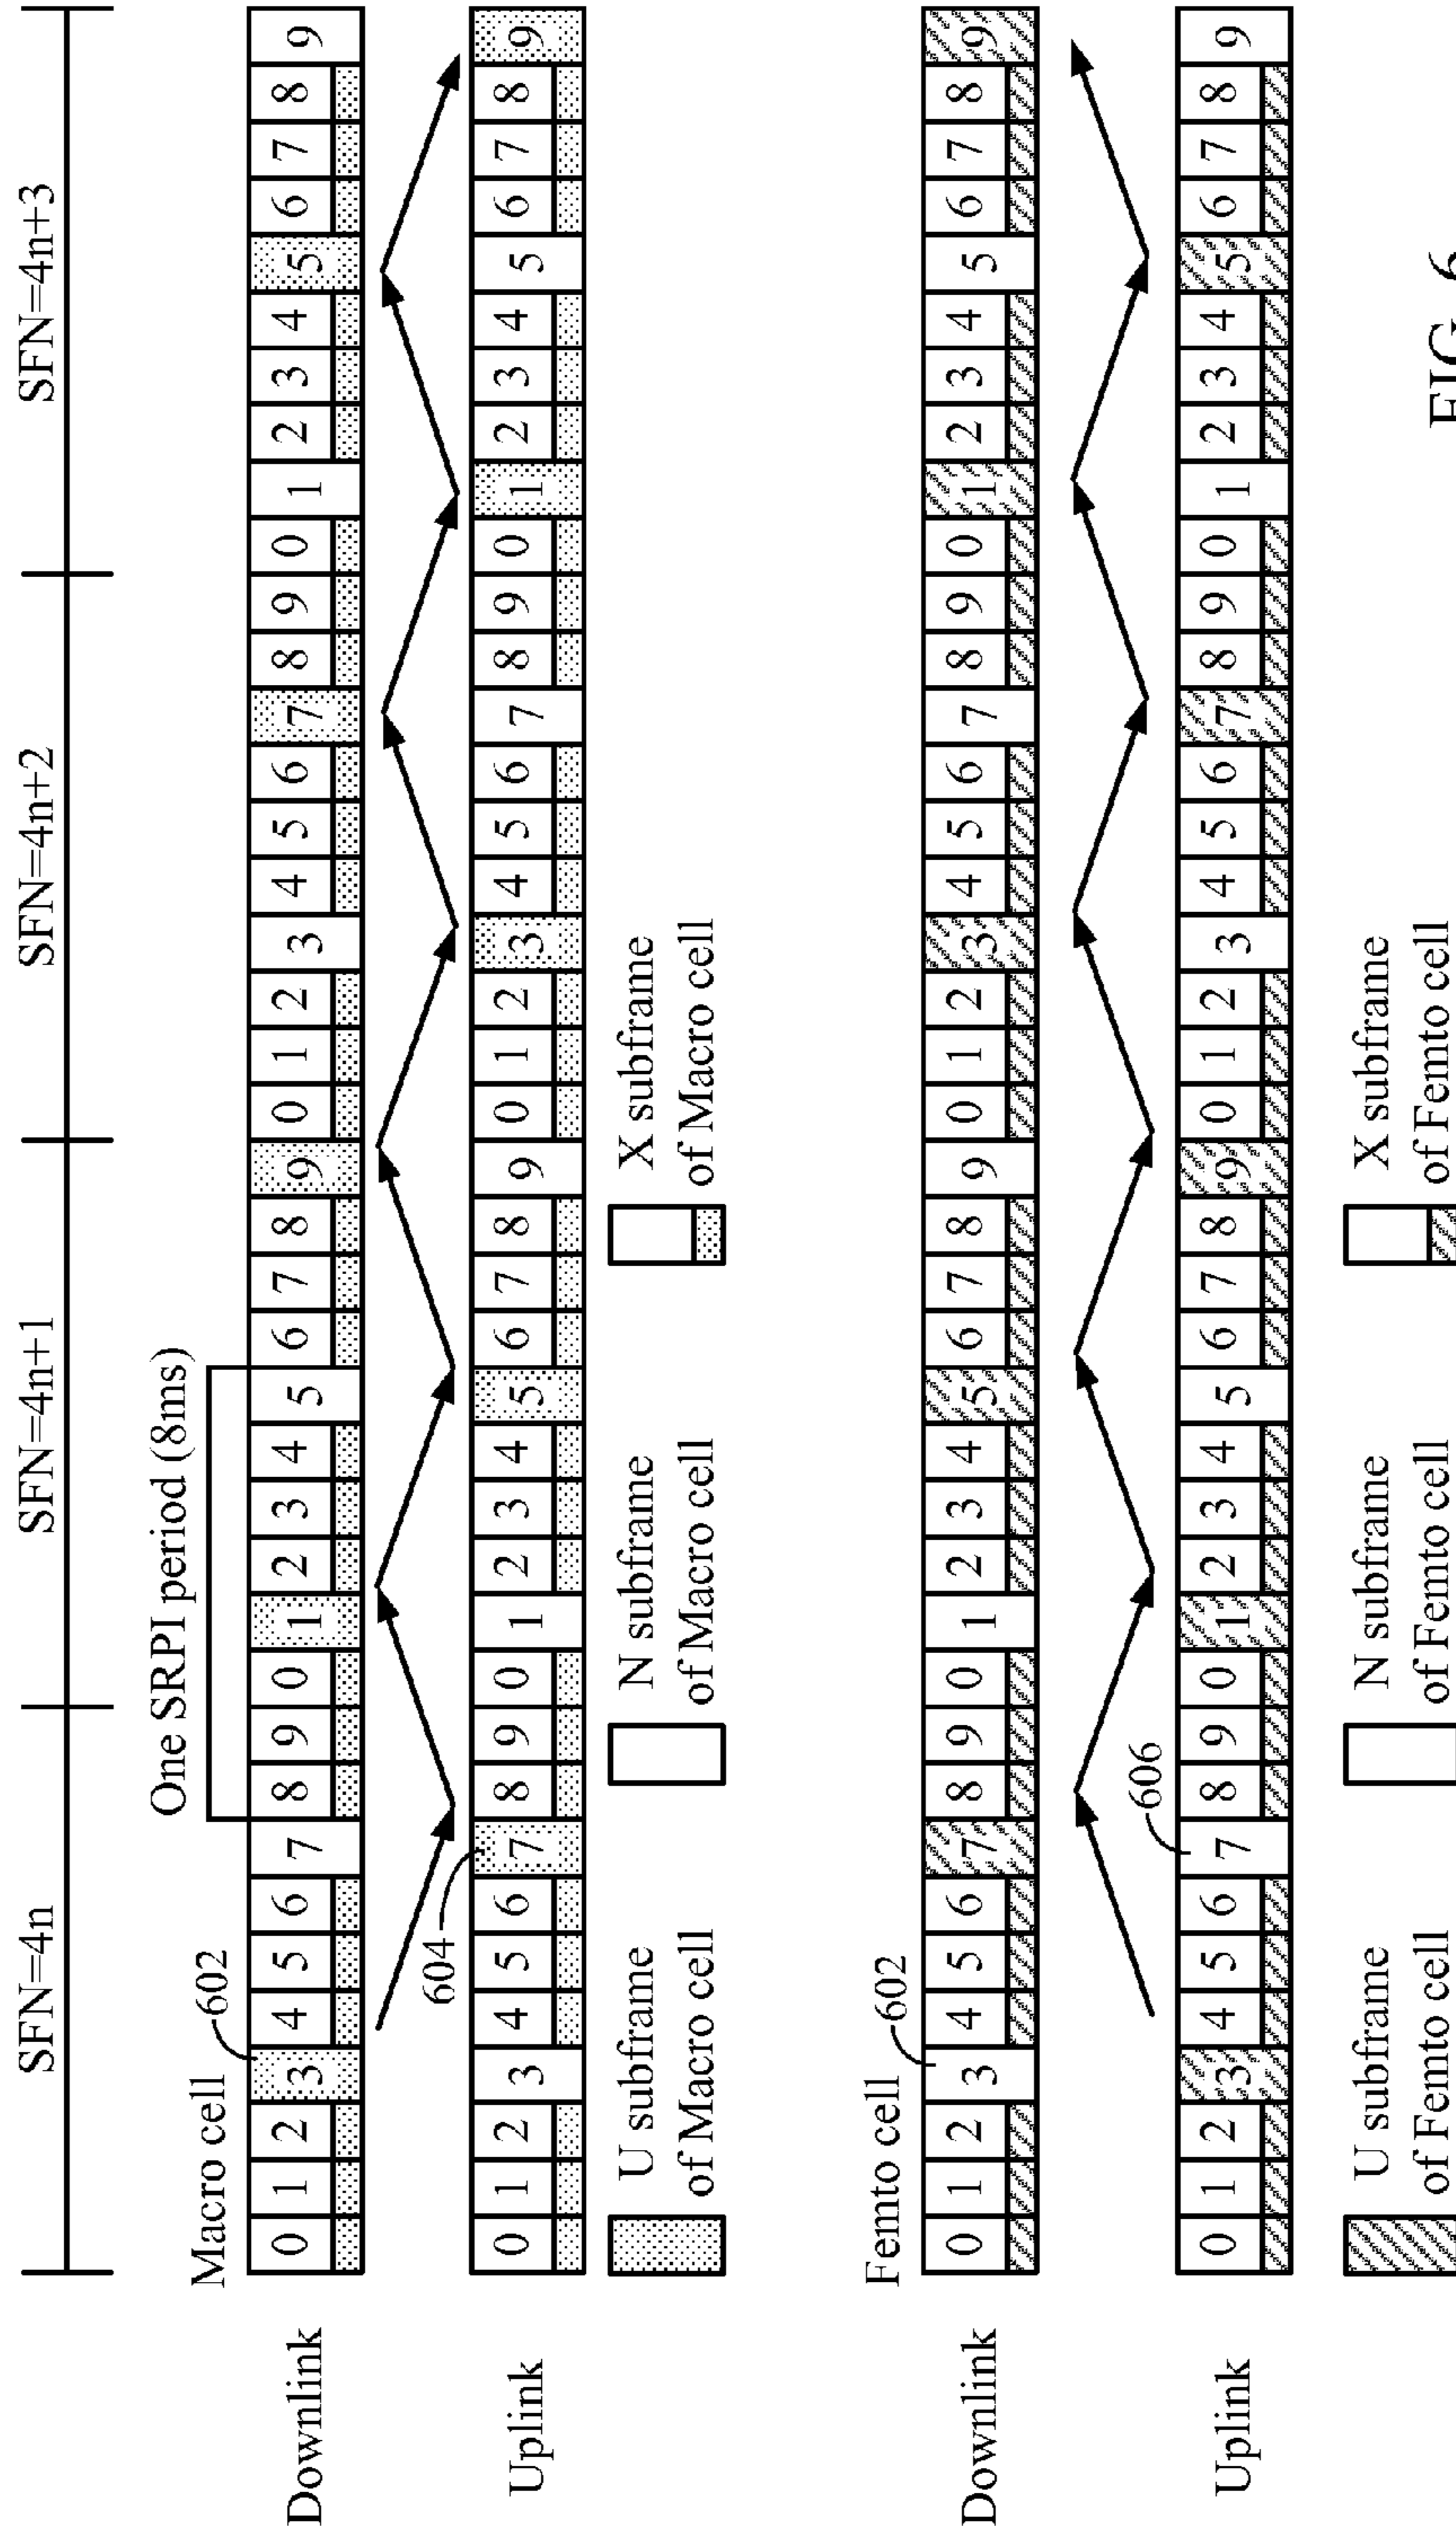 SFN=4n SFN=4n+1 SFN=4n+2 SFN=4n+3
One SRPI period (8ms)
Macro cell 602
Downlink 0 1 2 3 4 5 6 7 8 9 0 1 2 3 4 5 6 7 8 9 0 1 2 3 4 5 6 7 8 9 0 1 2 3 4 5 6 7 8 9
604
Uplink 0 1 2 3 4 5 6 7 8 9 0 1 2 3 4 5 6 7 8 9 0 1 2 3 4 5 6 7 8 9 0 1 2 3 4 5 6 7 8 9
U subframe
of Macro cell
N subframe
of Macro cell
X subframe
of Macro cell
Femto cell 602
Downlink 0 1 2 3 4 5 6 7 8 9 0 1 2 3 4 5 6 7 8 9 0 1 2 3 4 5 6 7 8 9 0 1 2 3 4 5 6 7 8 9
606
Uplink 0 1 2 3 4 5 6 7 8 9 0 1 2 3 4 5 6 7 8 9 0 1 2 3 4 5 6 7 8 9 0 1 2 3 4 5 6 7 8 9
U subframe
of Femto cell
N subframe
of Femto cell
X subframe
of Femto cell
FIG. 6